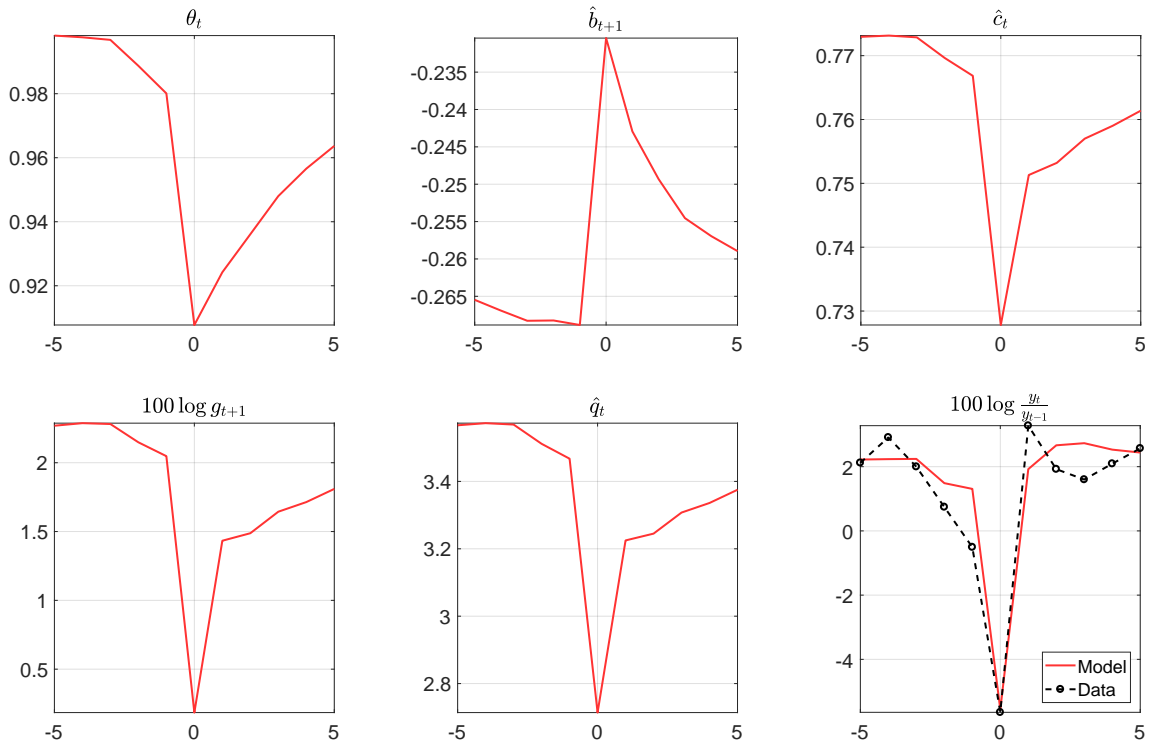 θ_t
0.98
0.96
0.94
0.92
-5 0 5
b̂_{t+1}
-0.235
-0.24
-0.245
-0.25
-0.255
-0.26
-0.265
-5 0 5
ĉ_t
0.77
0.76
0.75
0.74
0.73
-5 0 5
100 log g_{t+1}
2
1.5
1
0.5
-5 0 5
q̂_t
3.4
3.2
3
2.8
-5 0 5
100 log y_t/y_{t-1}
2
0
-2
-4
Model
Data
-5 0 5